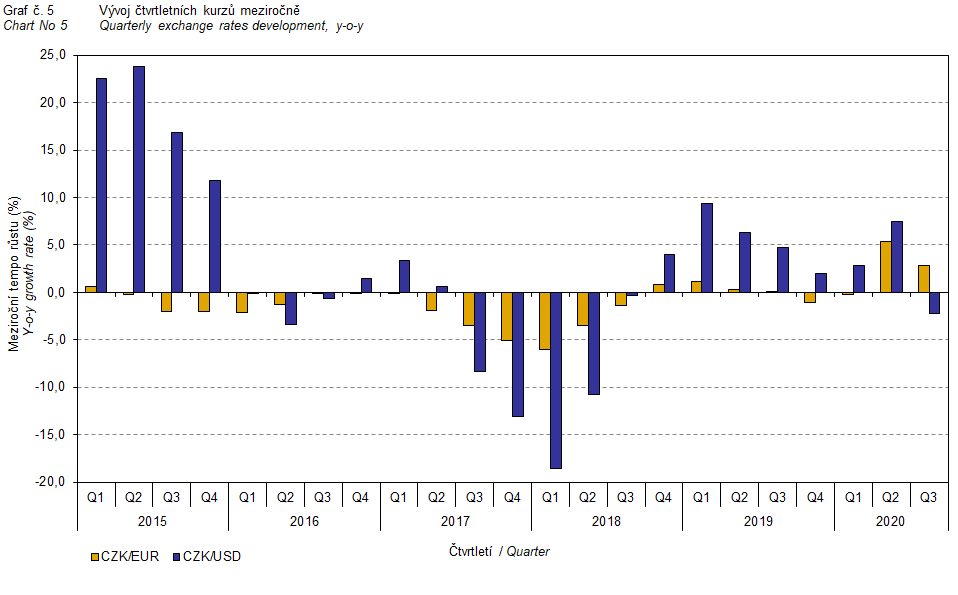 Graf č. 5 Vývoj čtvrtletních kurzů meziročně
Chart No 5 Quarterly exchange rates development, y-o-y
Meziroční tempo růstu (%)
Y-o-y growth rate (%)
25,0
20,0
15,0
10,0
5,0
0,0
-5,0
-10,0
-15,0
-20,0
Q1 Q2 Q3 Q4 Q1 Q2 Q3 Q4 Q1 Q2 Q3 Q4 Q1 Q2 Q3 Q4 Q1 Q2 Q3 Q4 Q1 Q2 Q3
2015 2016 2017 2018 2019 2020
Čtvrtletí / Quarter
CZK/EUR CZK/USD